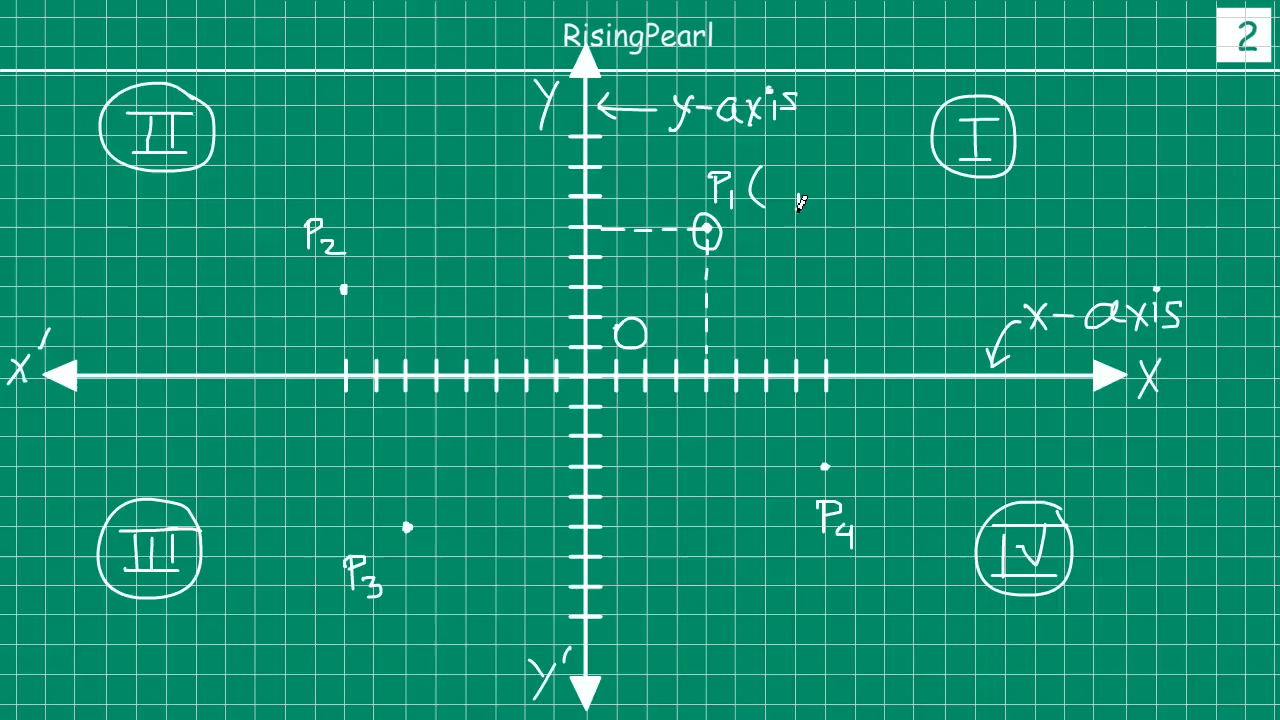 RisingPearl
2
II
Y
y-axis
I
P1 ( ,
P2
O
x-axis
X'
X
P4
III
IV
P3
Y'